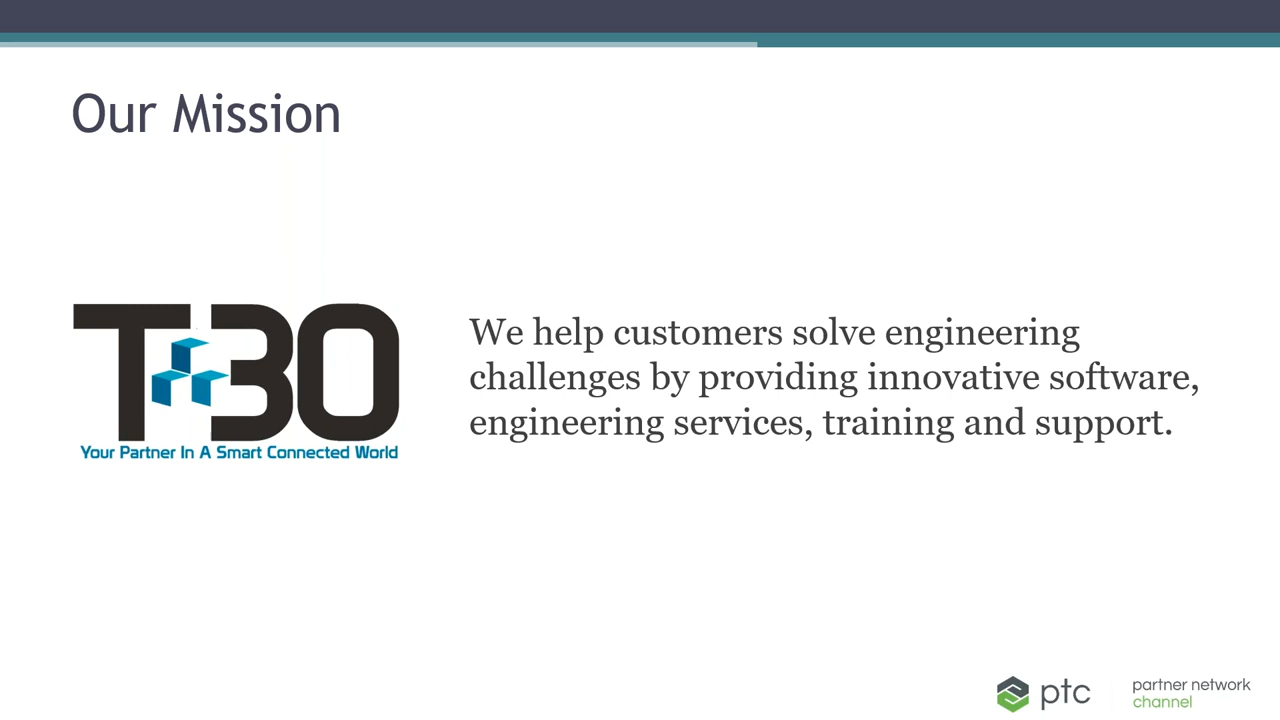 Our Mission
T30
Your Partner In A Smart Connected World
We help customers solve engineering
challenges by providing innovative software,
engineering services, training and support.
ptc
partner network
channel